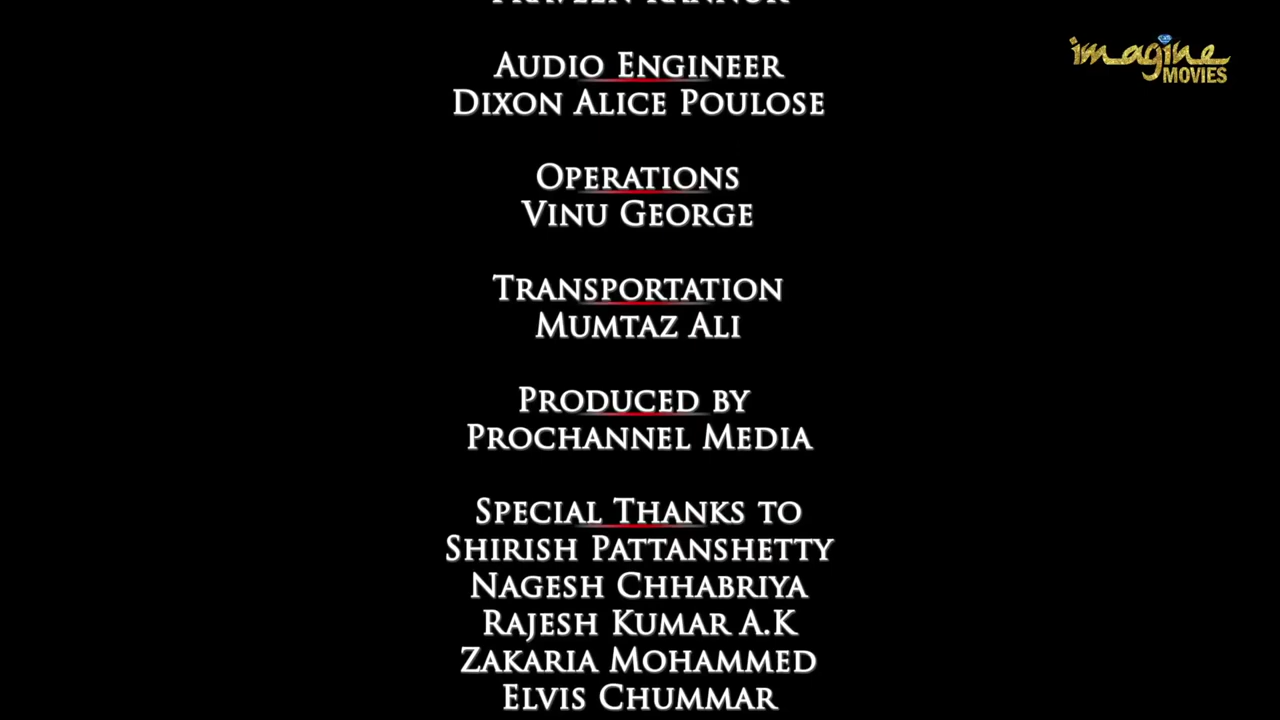 imagine
MOVIES
AUDIO ENGINEER
DIXON ALICE POULOSE
OPERATIONS
VINU GEORGE
TRANSPORTATION
MUMTAZ ALI
PRODUCED BY
PROCHANNEL MEDIA
SPECIAL THANKS TO
SHIRISH PATTANSHETTY
NAGESH CHHABRIYA
RAJESH KUMAR A.K
ZAKARIA MOHAMMED
ELVIS CHUMMAR